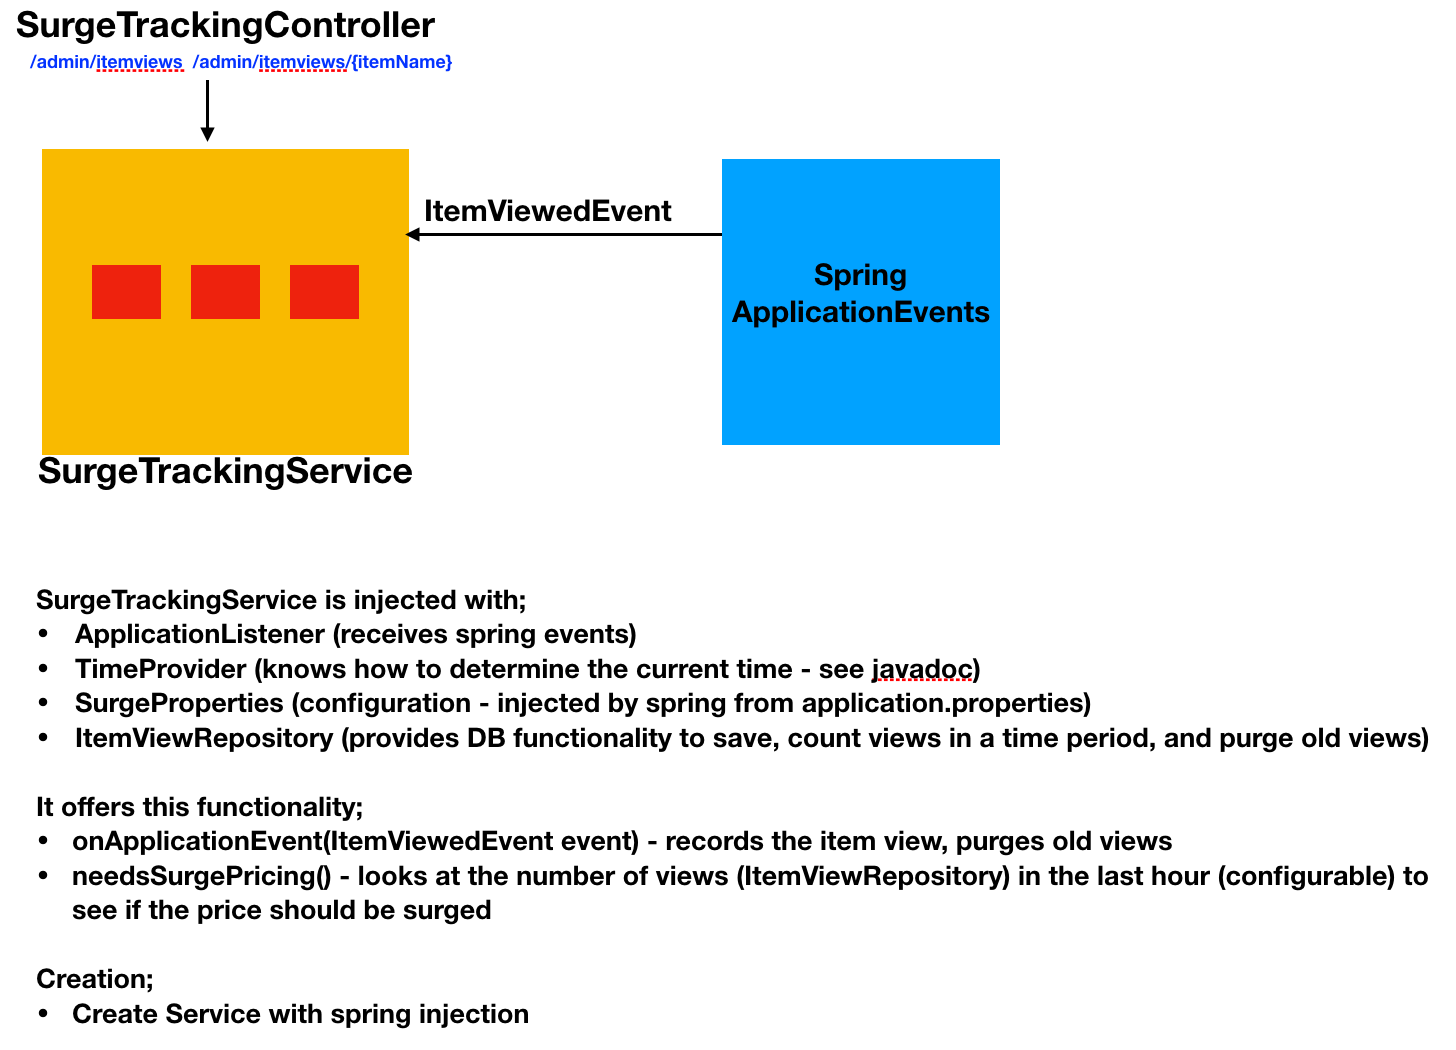 SurgeTrackingController
/admin/itemviews /admin/itemviews/{itemName}
ItemViewedEvent
Spring
ApplicationEvents
SurgeTrackingService
SurgeTrackingService is injected with;
• ApplicationListener (receives spring events)
• TimeProvider (knows how to determine the current time - see javadoc)
• SurgeProperties (configuration - injected by spring from application.properties)
• ItemViewRepository (provides DB functionality to save, count views in a time period, and purge old views)
It offers this functionality;
• onApplicationEvent(ItemViewedEvent event) - records the item view, purges old views
• needsSurgePricing() - looks at the number of views (ItemViewRepository) in the last hour (configurable) to
see if the price should be surged
Creation;
• Create Service with spring injection